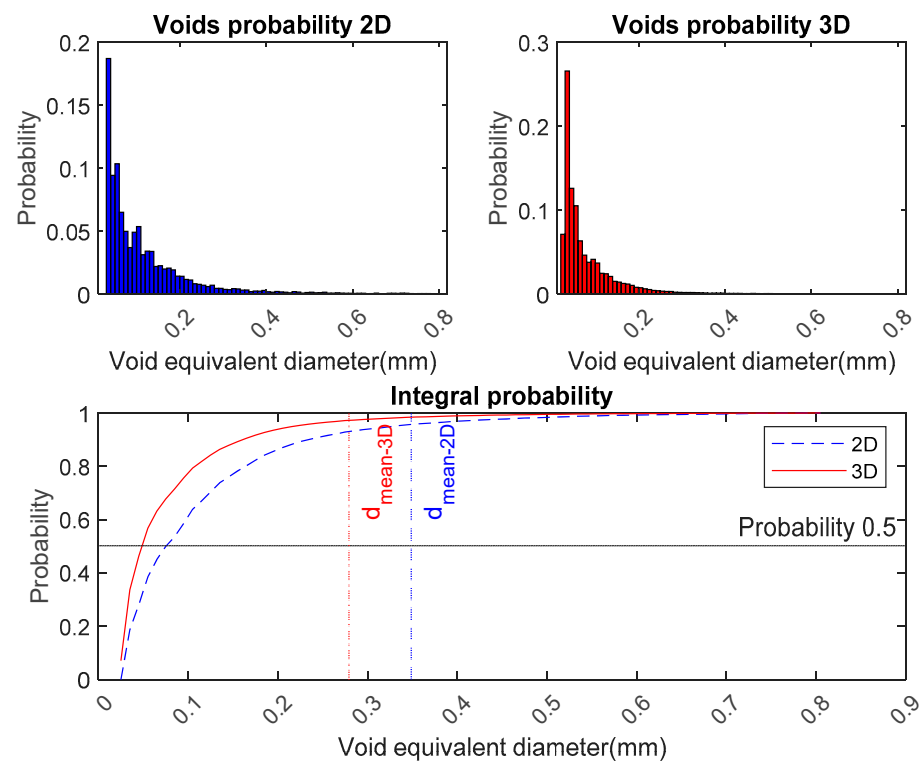 Voids probability 2D
0.2
0.15
0.1
0.05
0
Probability
0.2
0.4
0.6
0.8
Void equivalent diameter(mm)
Voids probability 3D
0.3
0.2
0.1
0
Probability
0.2
0.4
0.6
0.8
Void equivalent diameter(mm)
Integral probability
1
0.8
0.6
0.4
0.2
0
Probability
d_mean-3D
d_mean-2D
2D
3D
Probability 0.5
0
0.1
0.2
0.3
0.4
0.5
0.6
0.7
0.8
0.9
Void equivalent diameter(mm)